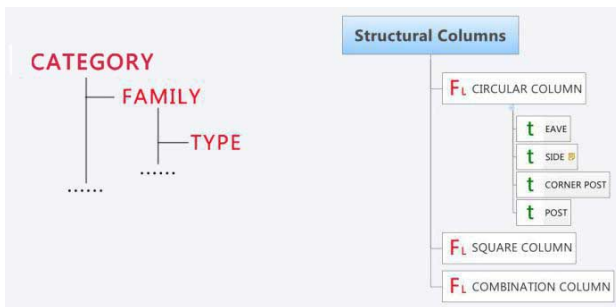 CATEGORY
FAMILY
TYPE
......
......
Structural Columns
FL CIRCULAR COLUMN
t EAVE
t SIDE
t CORNER POST
t POST
FL SQUARE COLUMN
FL COMBINATION COLUMN